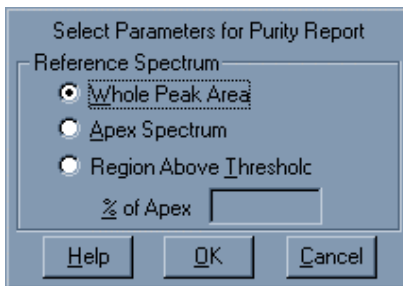 Select Parameters for Purity Report
Reference Spectrum
Whole Peak Area
Apex Spectrum
Region Above Threshold
% of Apex
Help OK Cancel